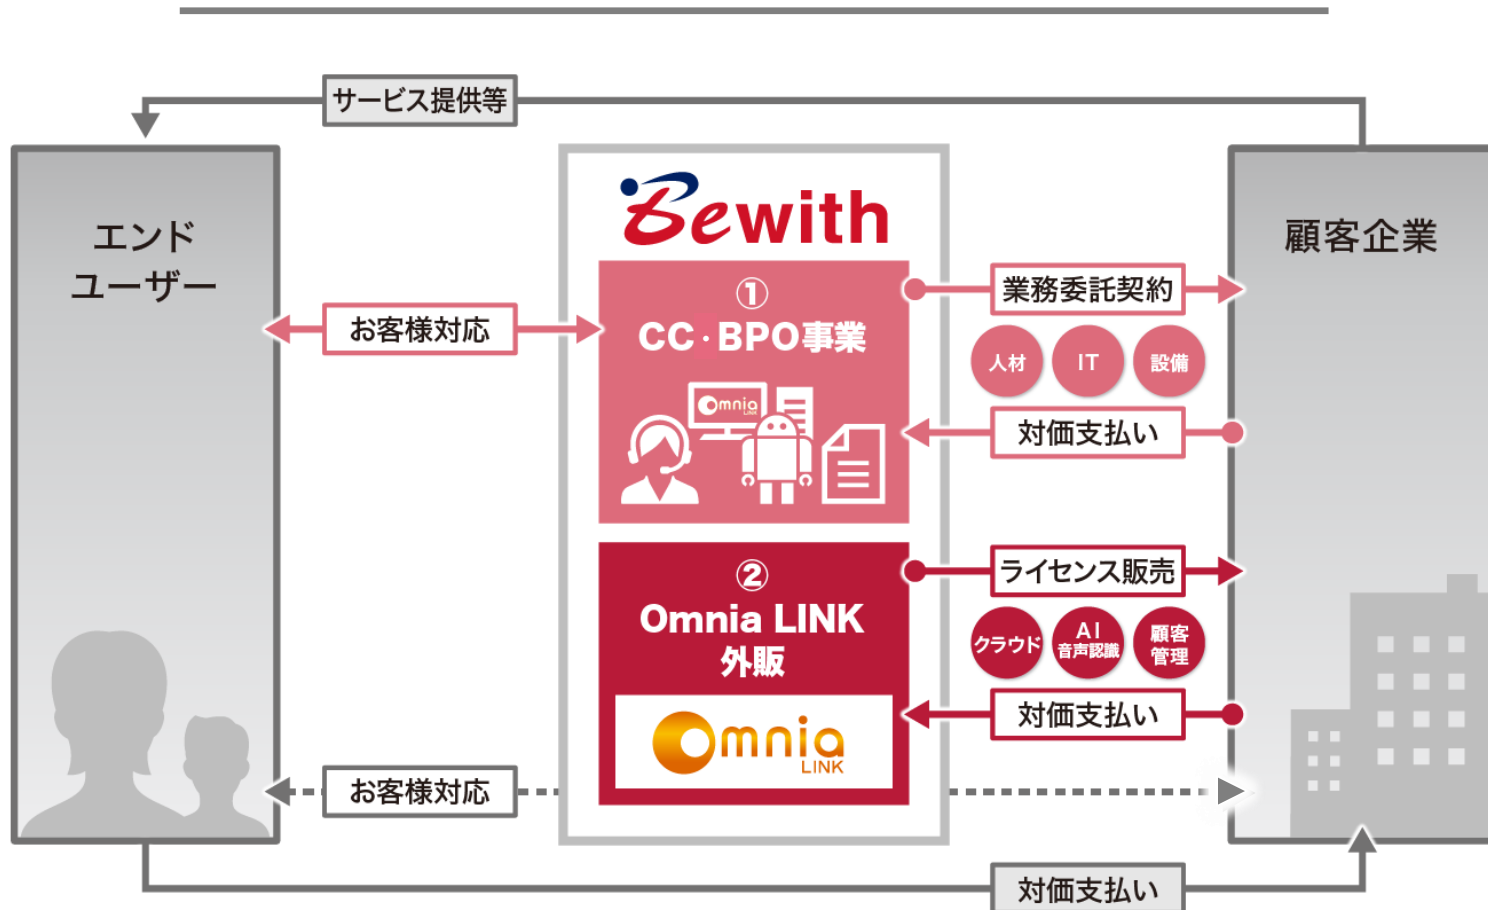 サービス提供等
エンド
ユーザー
Bewith
顧客企業
①
CC・BPO事業
お客様対応
業務委託契約
人材
IT
設備
対価支払い
Omnia
LINK
②
Omnia LINK
外販
ライセンス販売
クラウド
AI
音声認識
顧客
管理
対価支払い
Omnia
LINK
お客様対応
対価支払い